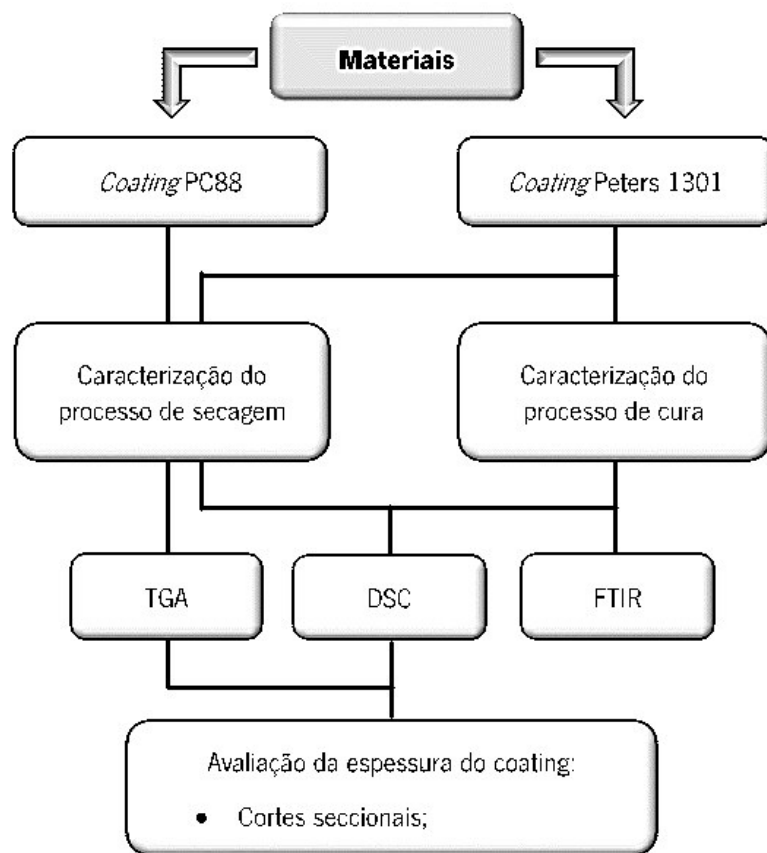 Materiais
Coating PC88
Coating Peters 1301
Caracterização do
processo de secagem
Caracterização do
processo de cura
TGA
DSC
FTIR
Avaliação da espessura do coating:
• Cortes seccionais;